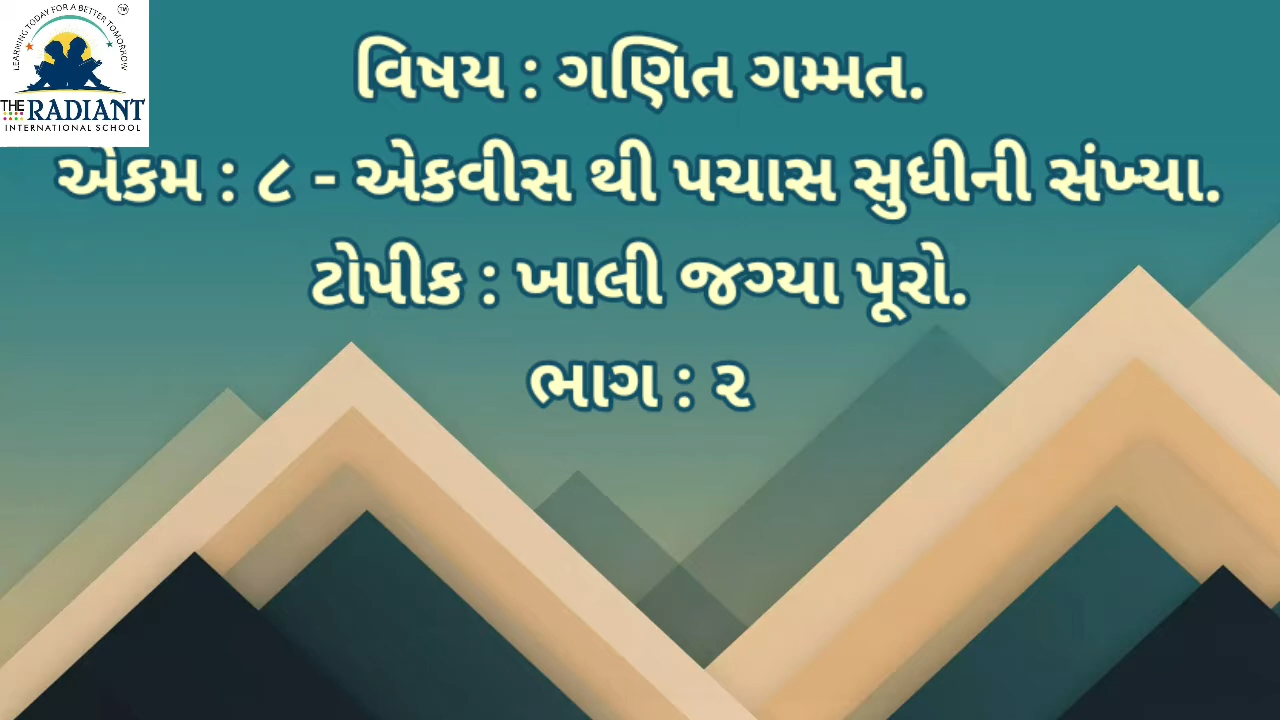 LEARNING TODAY FOR A BETTER TOMORROW
TM
THE RADIANT
INTERNATIONAL SCHOOL
વિષય : ગણિત ગમ્મત.
એકમ : ૮ - એકવીસ થી પચાસ સુધીની સંખ્યા.
ટોપીક : ખાલી જગ્યા પૂરો.
ભાગ : ૨